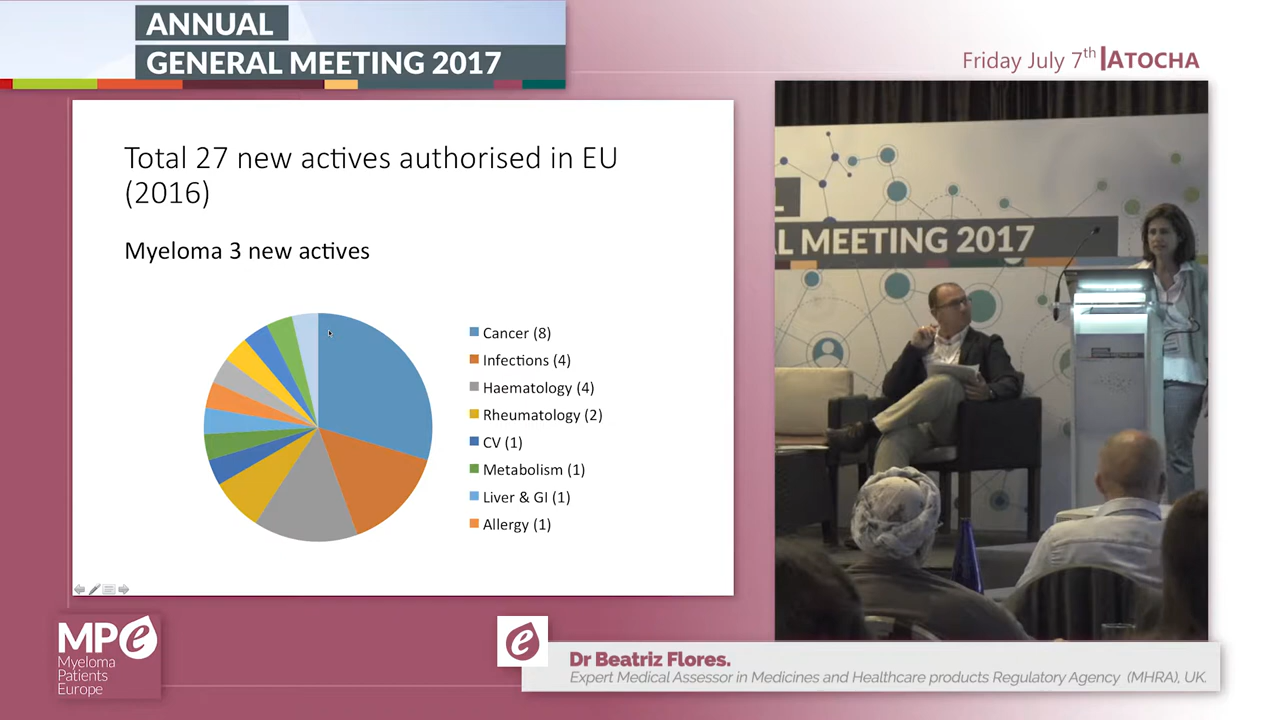 ANNUAL
GENERAL MEETING 2017
Friday July 7th | ATOCHA
Total 27 new actives authorised in EU
(2016)
Myeloma 3 new actives
Cancer (8)
Infections (4)
Haematology (4)
Rheumatology (2)
CV (1)
Metabolism (1)
Liver & GI (1)
Allergy (1)
L
L MEETING 2017
MPe
Myeloma
Patients
Europe
e
Dr Beatriz Flores.
Expert Medical Assessor in Medicines and Healthcare products Regulatory Agency (MHRA), UK.